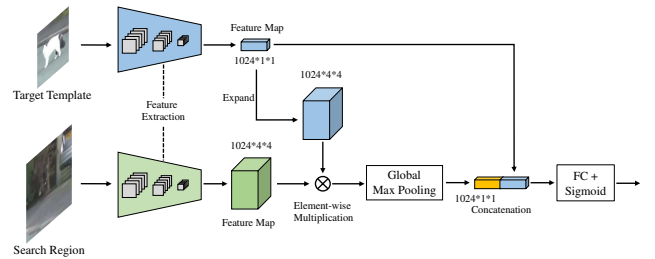 Feature Map
1024*1*1
1024*4*4
Target Template
Expand
Feature
Extraction
1024*4*4
Global
Max Pooling
FC +
Sigmoid
1024*1*1
Concatenation
Element-wise
Multiplication
Feature Map
Search Region